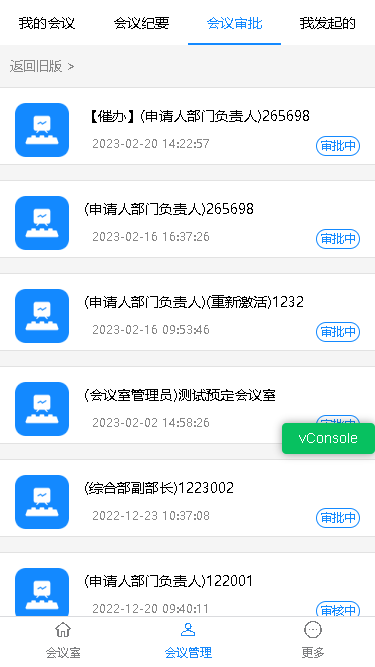 我的会议 会议纪要 会议审批 我发起的
返回旧版 >
【催办】(申请人部门负责人)265698
2023-02-20 14:22:57 审批中
(申请人部门负责人)265698
2023-02-16 16:37:26 审批中
(申请人部门负责人)(重新激活)1232
2023-02-16 09:53:46 审批中
(会议室管理员)测试预定会议室
2023-02-02 14:58:26
vConsole
(综合部副部长)1223002
2022-12-23 10:37:08 审批中
(申请人部门负责人)122001
2022-12-20 09:40:11 审核中
会议室 会议管理 更多